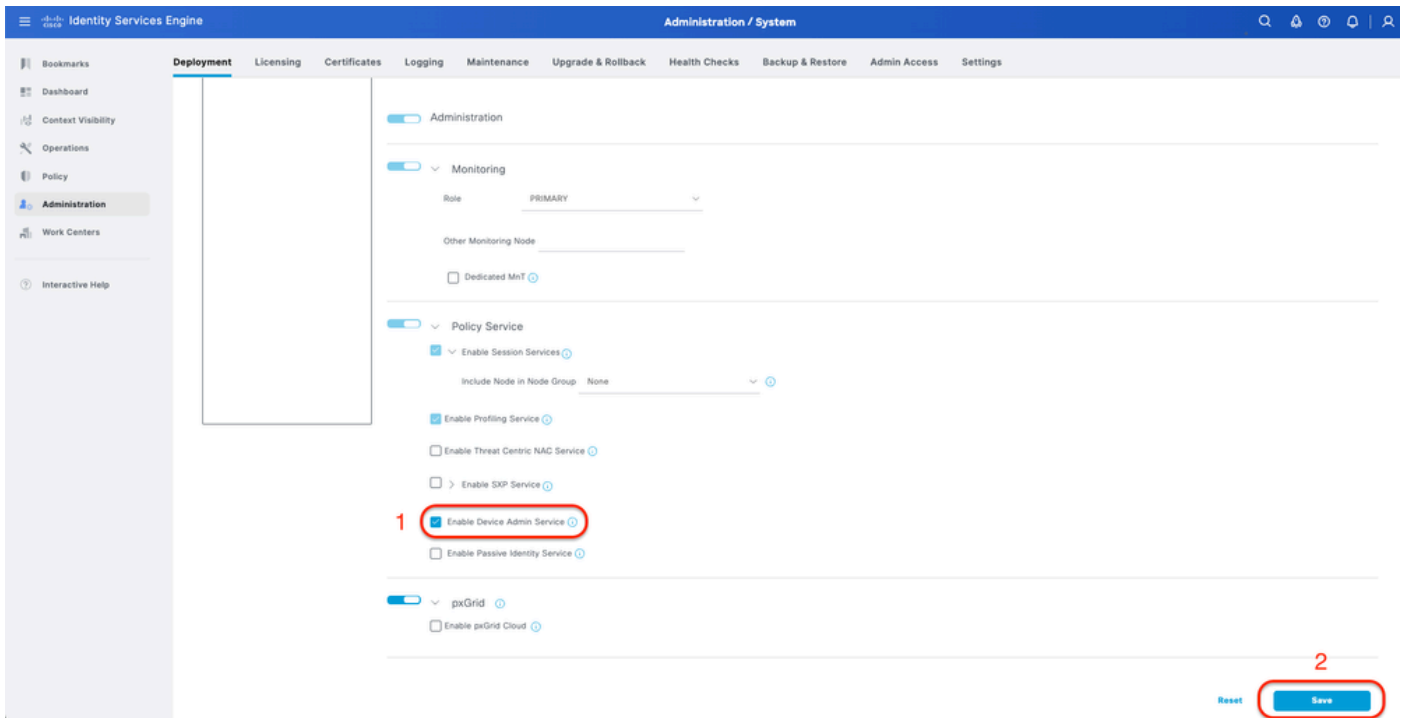 cisco Identity Services Engine
Administration / System
Bookmarks
Dashboard
Context Visibility
Operations
Policy
Administration
Work Centers
Interactive Help
Deployment Licensing Certificates Logging Maintenance Upgrade & Rollback Health Checks Backup & Restore Admin Access Settings
Administration
Monitoring
Role PRIMARY
Other Monitoring Node
Dedicated MnT
Policy Service
Enable Session Services
Include Node in Node Group None
Enable Profiling Service
Enable Threat Centric NAC Service
Enable SXP Service
1 Enable Device Admin Service
Enable Passive Identity Service
pxGrid
Enable pxGrid Cloud
2
Reset Save